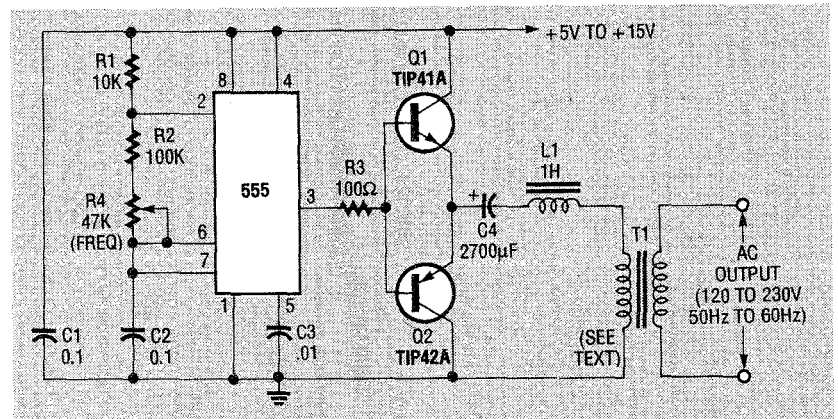 +5V TO +15V
R1
10K
8
4
Q1
TIP41A
2
R2
100K
L1
1H
R3
100Ω
555
3
R4
47K
(FREQ)
+
C4
2700µF
6
7
T1
AC
OUTPUT
(120 TO 230V
50Hz TO 60Hz)
1
5
C1
0.1
C2
0.1
C3
.01
Q2
TIP42A
(SEE
TEXT)